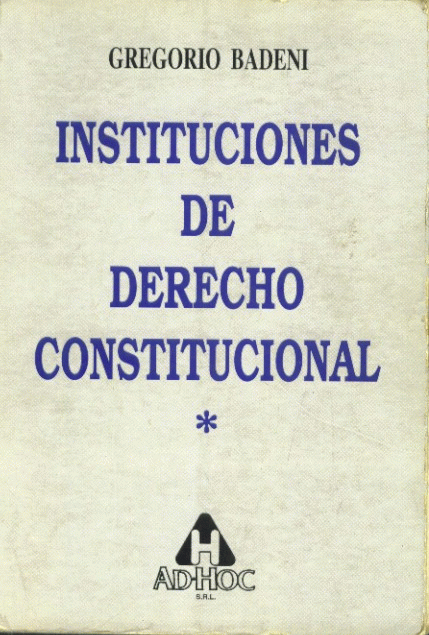 GREGORIO BADENI
INSTITUCIONES
DE
DERECHO
CONSTITUCIONAL
*
H
AD-HOC
S.R.L.